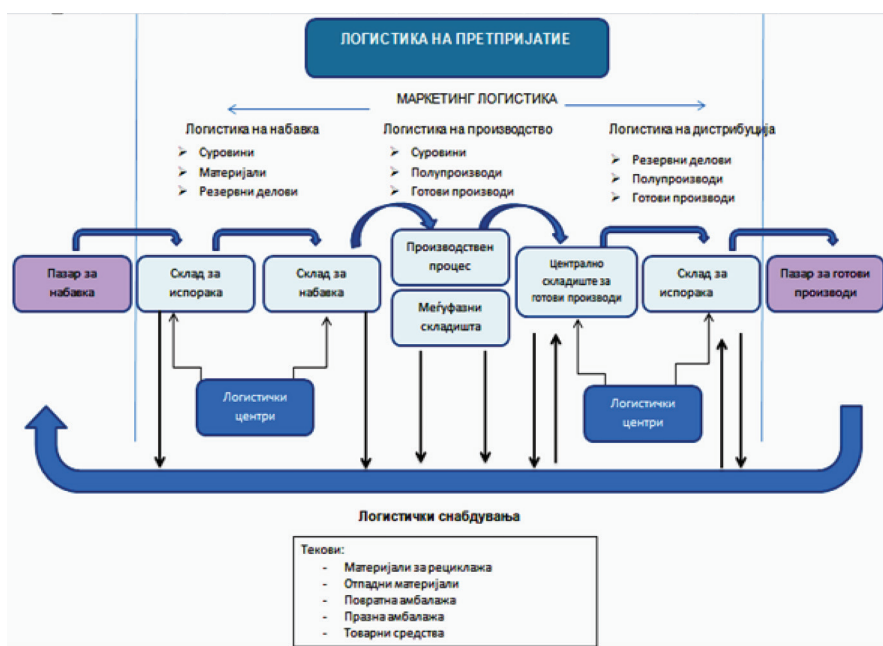 ЛОГИСТИКА НА ПРЕТПРИЈАТИЕ
МАРКЕТИНГ ЛОГИСТИКА
Логистика на набавка
Суровини
Материјали
Резервни делови
Логистика на производство
Суровини
Полупроизводи
Готови производи
Логистика на дистрибуција
Резервни делови
Полупроизводи
Готови производи
Пазар за
набавка
Склад за
испорака
Склад за
набавка
Производствен
процес
Меѓуфазни
складишта
Централно
складиште за
готови производи
Склад за
испорака
Пазар за готови
производи
Логистички
центри
Логистички
центри
Логистички снабдувања
Текови:
- Материјали за рециклажа
- Отпадни материјали
- Повратна амбалажа
- Празна амбалажа
- Товарни средства